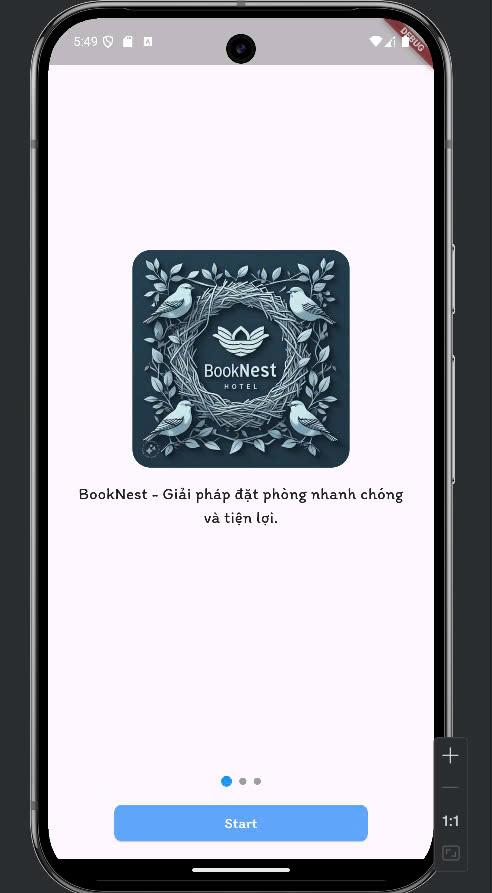 5:49
DEBUG
BookNest
HOTEL
BookNest - Giải pháp đặt phòng nhanh chóng
và tiện lợi.
Start
1:1